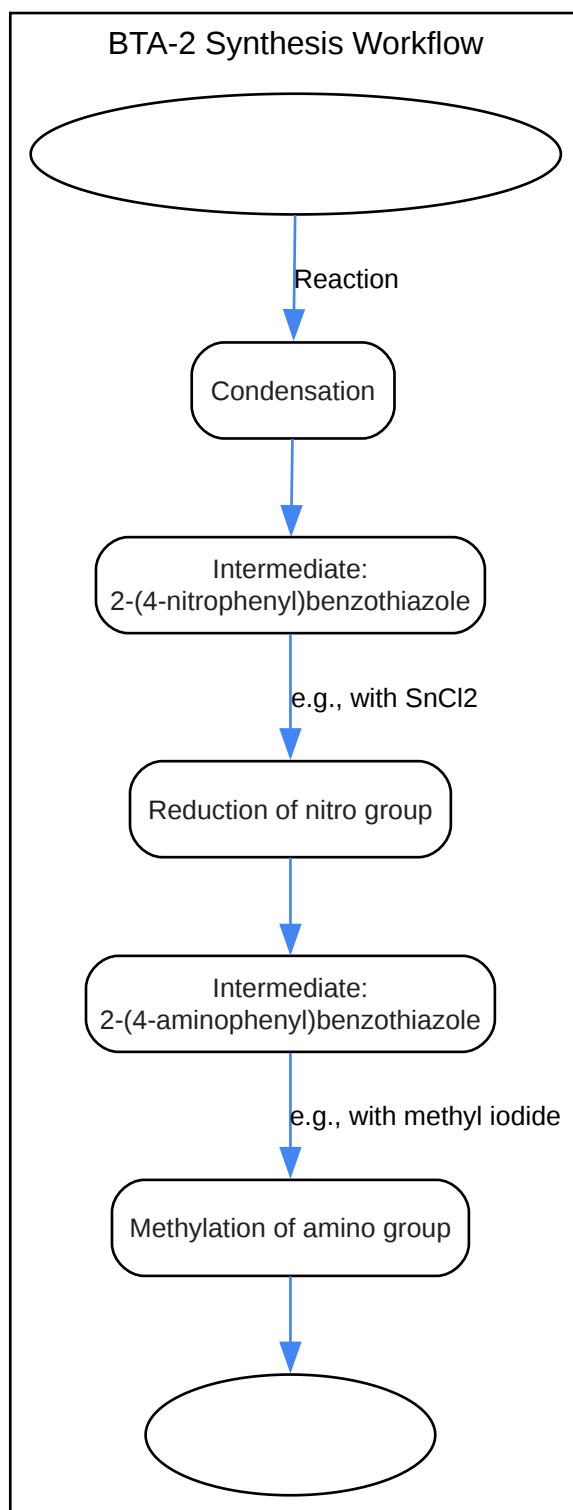 BTA-2 Synthesis Workflow
Reaction
Condensation
Intermediate:
2-(4-nitrophenyl)benzothiazole
e.g., with SnCl2
Reduction of nitro group
Intermediate:
2-(4-aminophenyl)benzothiazole
e.g., with methyl iodide
Methylation of amino group